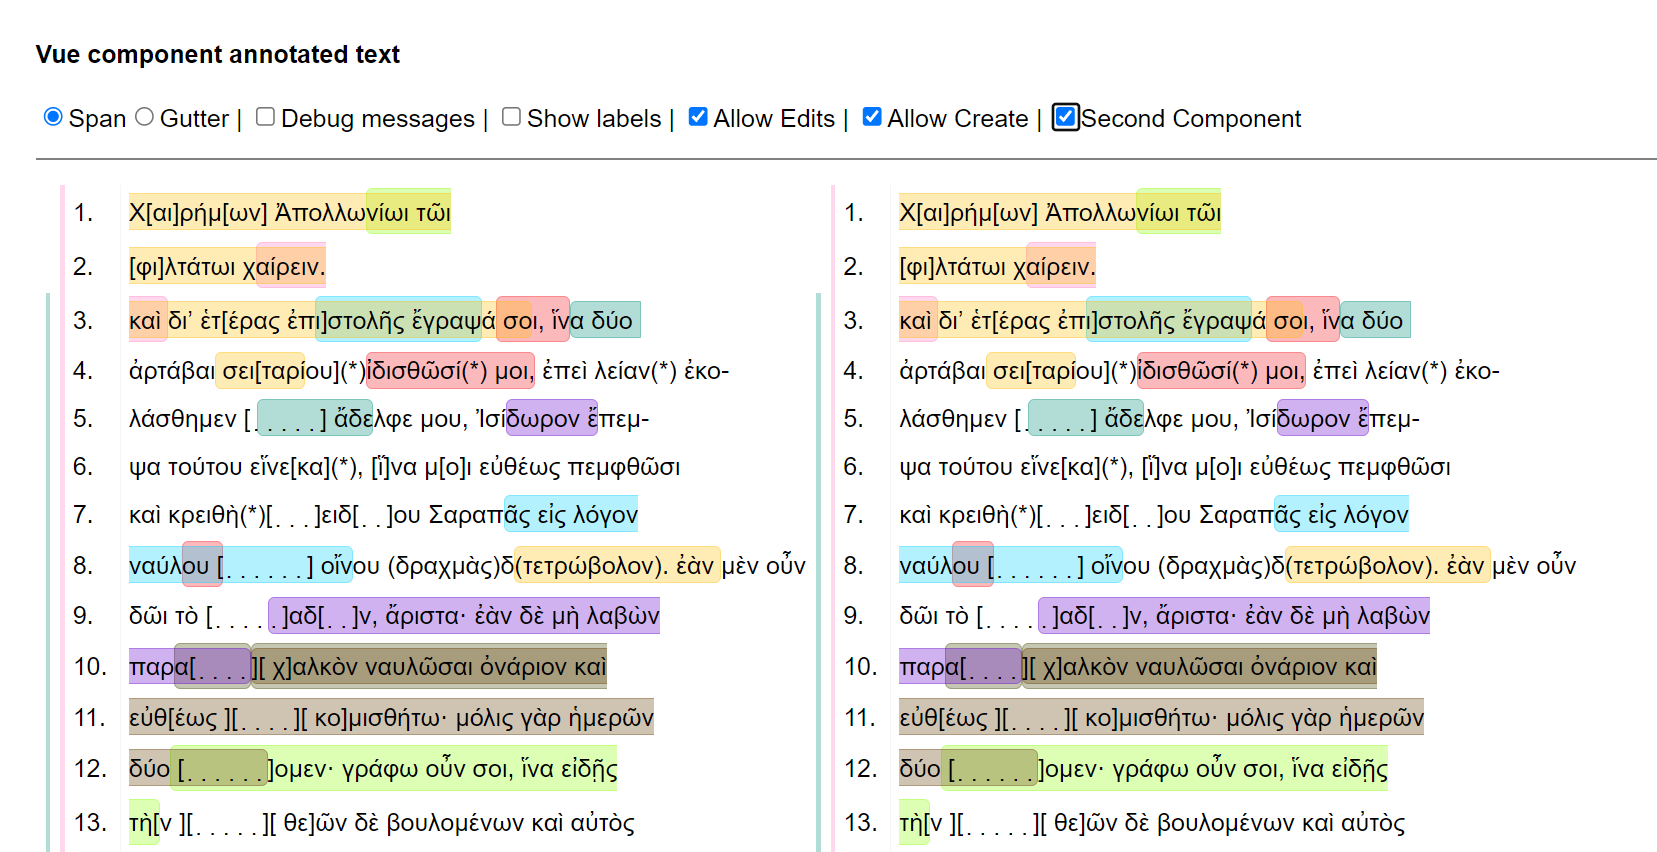 Vue component annotated text
Span Gutter | Debug messages | Show labels | Allow Edits | Allow Create | Second Component
1. Χ[αι]ρήμ[ων] Ἀπολλωνίωι τῶι
2. [φι]λτάτωι χαίρειν.
3. καὶ δι’ ἑτ[έρας ἐπι]στολῆς ἔγραψά σοι, ἵνα δύο
4. ἀρτάβαι σει[ταρίου](*)ἰδισθῶσί(*) μοι, ἐπεὶ λείαν(*) ἐκο-
5. λάσθημεν [ . . . . . ] ἄδελφε μου, Ἰσίδωρον ἔπεμ-
6. ψα τούτου εἵνε[κα](*), [ἵ]να μ[ο]ι εὐθέως πεμφθῶσι
7. καὶ κρειθὴ(*)[ . . . ]ειδ[ . . ]ου Σαραπᾶς εἰς λόγον
8. ναύλου [ . . . . . . ] οἴνου (δραχμὰς)δ(τετρώβολον). ἐὰν μὲν οὖν
9. δῶι τὸ [ . . . . . ]αδ[ . . ]ν, ἄριστα· ἐὰν δὲ μὴ λαβὼν
10. παρα[ . . . . ][ χ]αλκὸν ναυλῶσαι ὀνάριον καὶ
11. εὐθ[έως ][ . . . . ][ κο]μισθήτω· μόλις γὰρ ἡμερῶν
12. δύο [ . . . . . . ]ομεν· γράφω οὖν σοι, ἵνα εἰδῇς
13. τὴ[ν ][ . . . . . ][ θε]ῶν δὲ βουλομένων καὶ αὐτὸς
1. Χ[αι]ρήμ[ων] Ἀπολλωνίωι τῶι
2. [φι]λτάτωι χαίρειν.
3. καὶ δι’ ἑτ[έρας ἐπι]στολῆς ἔγραψά σοι, ἵνα δύο
4. ἀρτάβαι σει[ταρίου](*)ἰδισθῶσί(*) μοι, ἐπεὶ λείαν(*) ἐκο-
5. λάσθημεν [ . . . . . ] ἄδελφε μου, Ἰσίδωρον ἔπεμ-
6. ψα τούτου εἵνε[κα](*), [ἵ]να μ[ο]ι εὐθέως πεμφθῶσι
7. καὶ κρειθὴ(*)[ . . . ]ειδ[ . . ]ου Σαραπᾶς εἰς λόγον
8. ναύλου [ . . . . . . ] οἴνου (δραχμὰς)δ(τετρώβολον). ἐὰν μὲν οὖν
9. δῶι τὸ [ . . . . . ]αδ[ . . ]ν, ἄριστα· ἐὰν δὲ μὴ λαβὼν
10. παρα[ . . . . ][ χ]αλκὸν ναυλῶσαι ὀνάριον καὶ
11. εὐθ[έως ][ . . . . ][ κο]μισθήτω· μόλις γὰρ ἡμερῶν
12. δύο [ . . . . . . ]ομεν· γράφω οὖν σοι, ἵνα εἰδῇς
13. τὴ[ν ][ . . . . . ][ θε]ῶν δὲ βουλομένων καὶ αὐτὸς